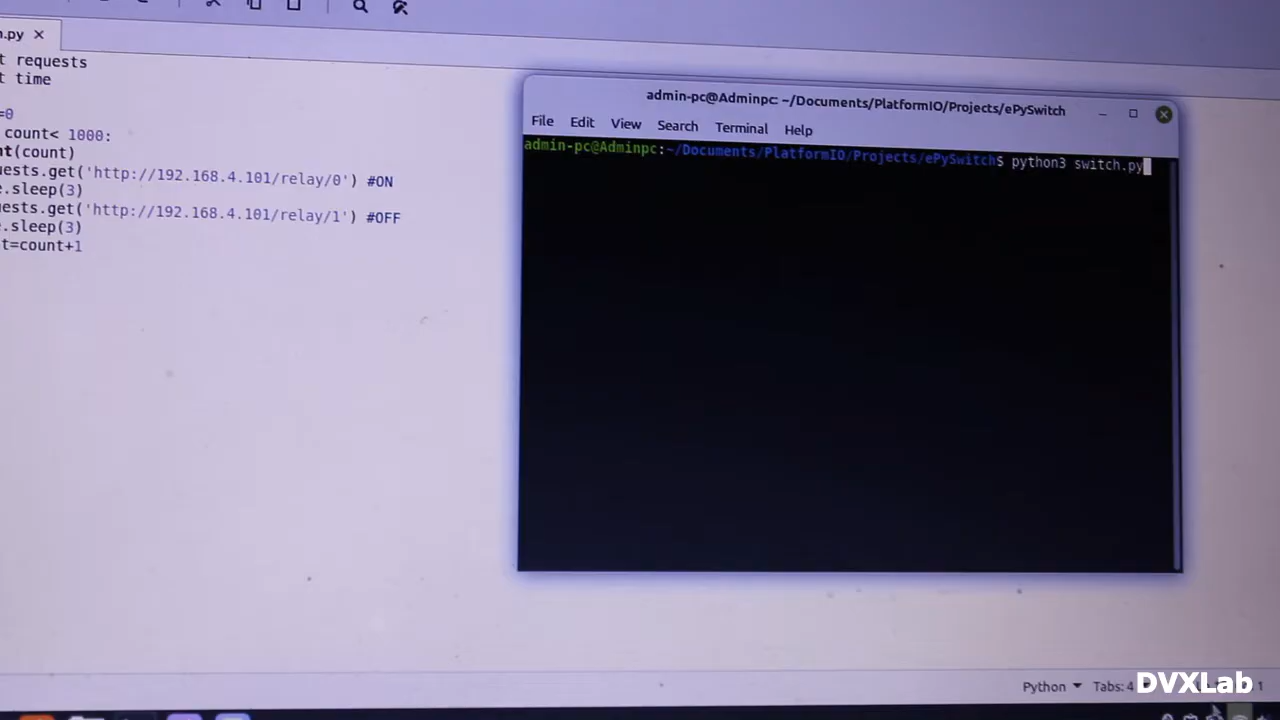 .py ×
t requests
t time
=0
count< 1000:
nt(count)
uests.get('http://192.168.4.101/relay/0') #ON
e.sleep(3)
uests.get('http://192.168.4.101/relay/1') #OFF
e.sleep(3)
t=count+1
admin-pc@Adminpc: ~/Documents/PlatformIO/Projects/ePySwitch
File Edit View Search Terminal Help
admin-pc@Adminpc:~/Documents/PlatformIO/Projects/ePySwitch$ python3 switch.py
Python Tabs: 4
DVXLab